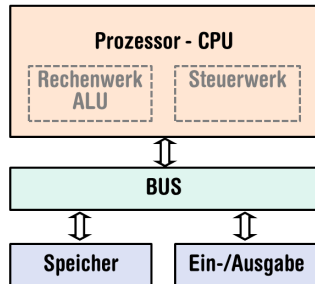 Prozessor - CPU
Rechenwerk
ALU
Steuerwerk
BUS
Speicher
Ein-/Ausgabe